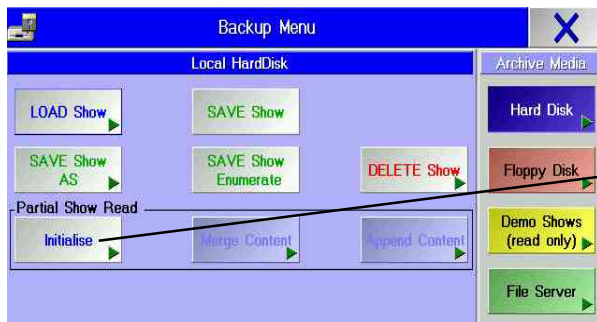 Backup Menu
Local HardDisk
Archive Media
LOAD Show
SAVE Show
Hard Disk
SAVE Show
AS
SAVE Show
Enumerate
DELETE Show
Floppy Disk
Partial Show Read
Initialise
Merge Content
Append Content
Demo Shows
(read only)
File Server